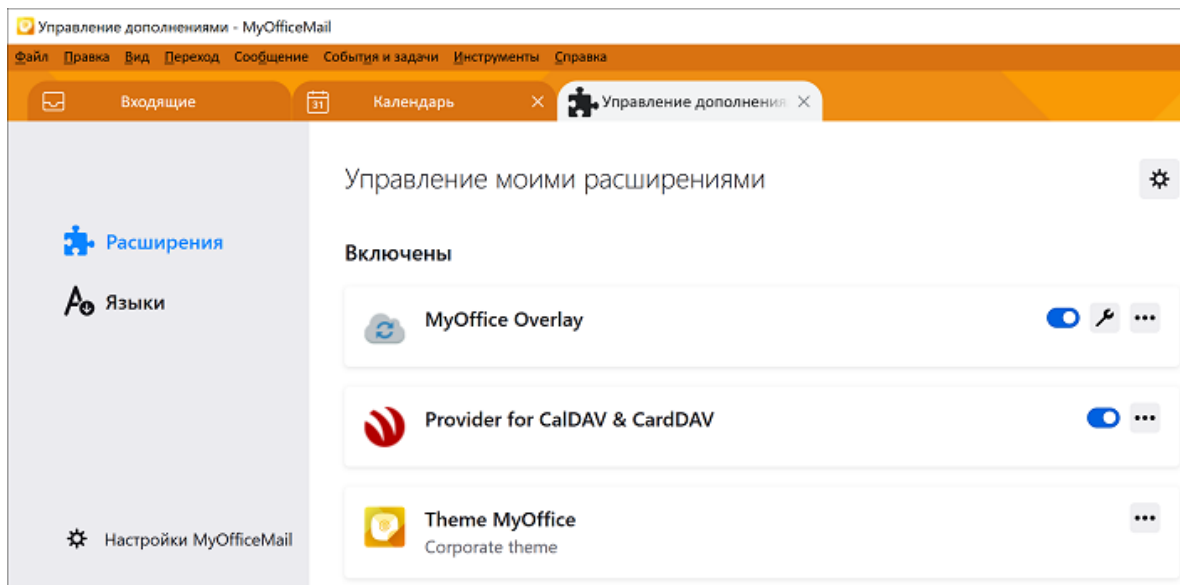 Управление дополнениями - MyOfficeMail
Файл Правка Вид Переход Сообщение События и задачи Инструменты Справка
31
Входящие Календарь Управление дополнения
Управление моими расширениями
Расширения
Включены
Языки
MyOffice Overlay
Provider for CalDAV & CardDAV
Theme MyOffice
Настройки MyOfficeMail
Corporate theme